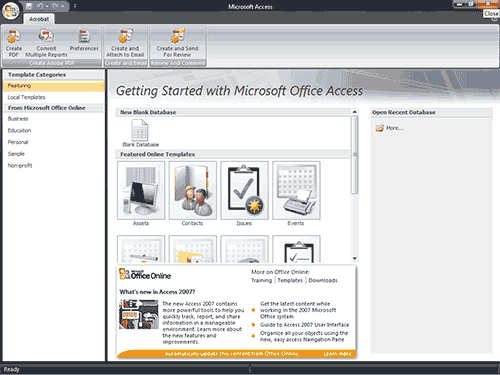 Microsoft Access
Close
Acrobat
Create PDF
Convert Multiple Reports
Preferences
Create and Attach to Email
Create and Send For Review
Create Adobe PDF
Create and Email
Review And Comment
Template Categories
Featuring
Local Templates
From Microsoft Office Online
Business
Education
Personal
Sample
Non-profit
Getting Started with Microsoft Office Access
New Blank Database
Blank Database
Featured Online Templates
Assets
Contacts
Issues
Events
Open Recent Database
More...
Microsoft
Office Online
More on Office Online:
Training | Templates | Downloads
What's new in Access 2007?
The new Access 2007 contains
more powerful tools to help you
quickly track, report, and share
information in a manageable
environment. Learn more about
the new features and
improvements.
Get the latest content while
working in the 2007 Microsoft
Office system
Guide to Access 2007 User Interface
Organize all your objects using the
new, easy access Navigation Pane
Automatically update this content from Office Online
Learn more
Ready